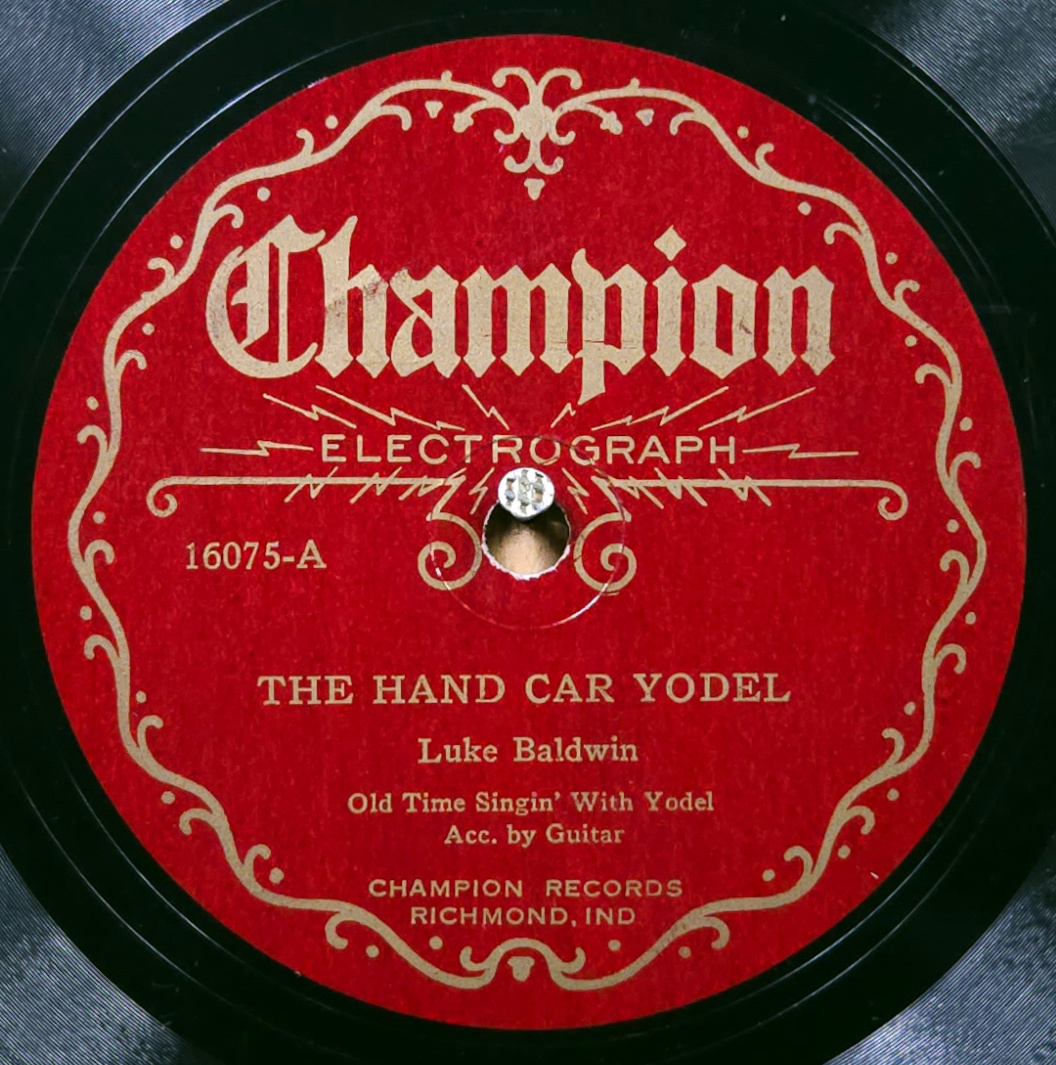 Champion
ELECTROGRAPH
16075-A
THE HAND CAR YODEL
Luke Baldwin
Old Time Singin' With Yodel
Acc. by Guitar
CHAMPION RECORDS
RICHMOND, IND